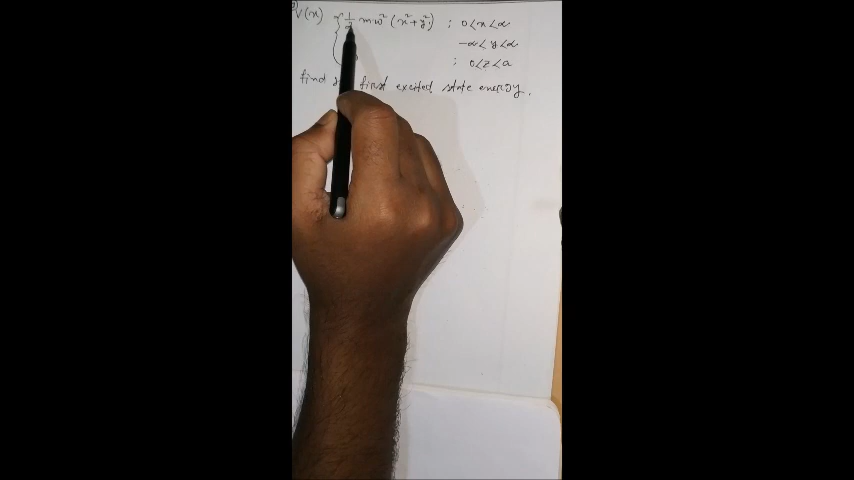 V(x) { 1/2 mω² (x²+y²) ; 0<x<α
-α<y<α
; 0<z<a
find first excited state energy.